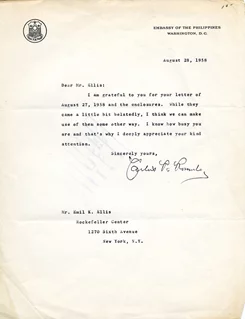 EMBASSY OF THE PHILIPPINES
WASHINGTON, D.C.
August 28, 1956
Dear Mr. Ellis:
I am grateful to you for your letter of
August 27, 1956 and the enclosures. While they
come a little bit belatedly, I think we can make
use of them some other way. I know how busy you
are and that's why I deeply appreciate your kind
attention.
Sincerely yours,
Carlos P. Romulo
Mr. Emil K. Ellis
Rockefeller Center
1270 Sixth Avenue
New York, N.Y.